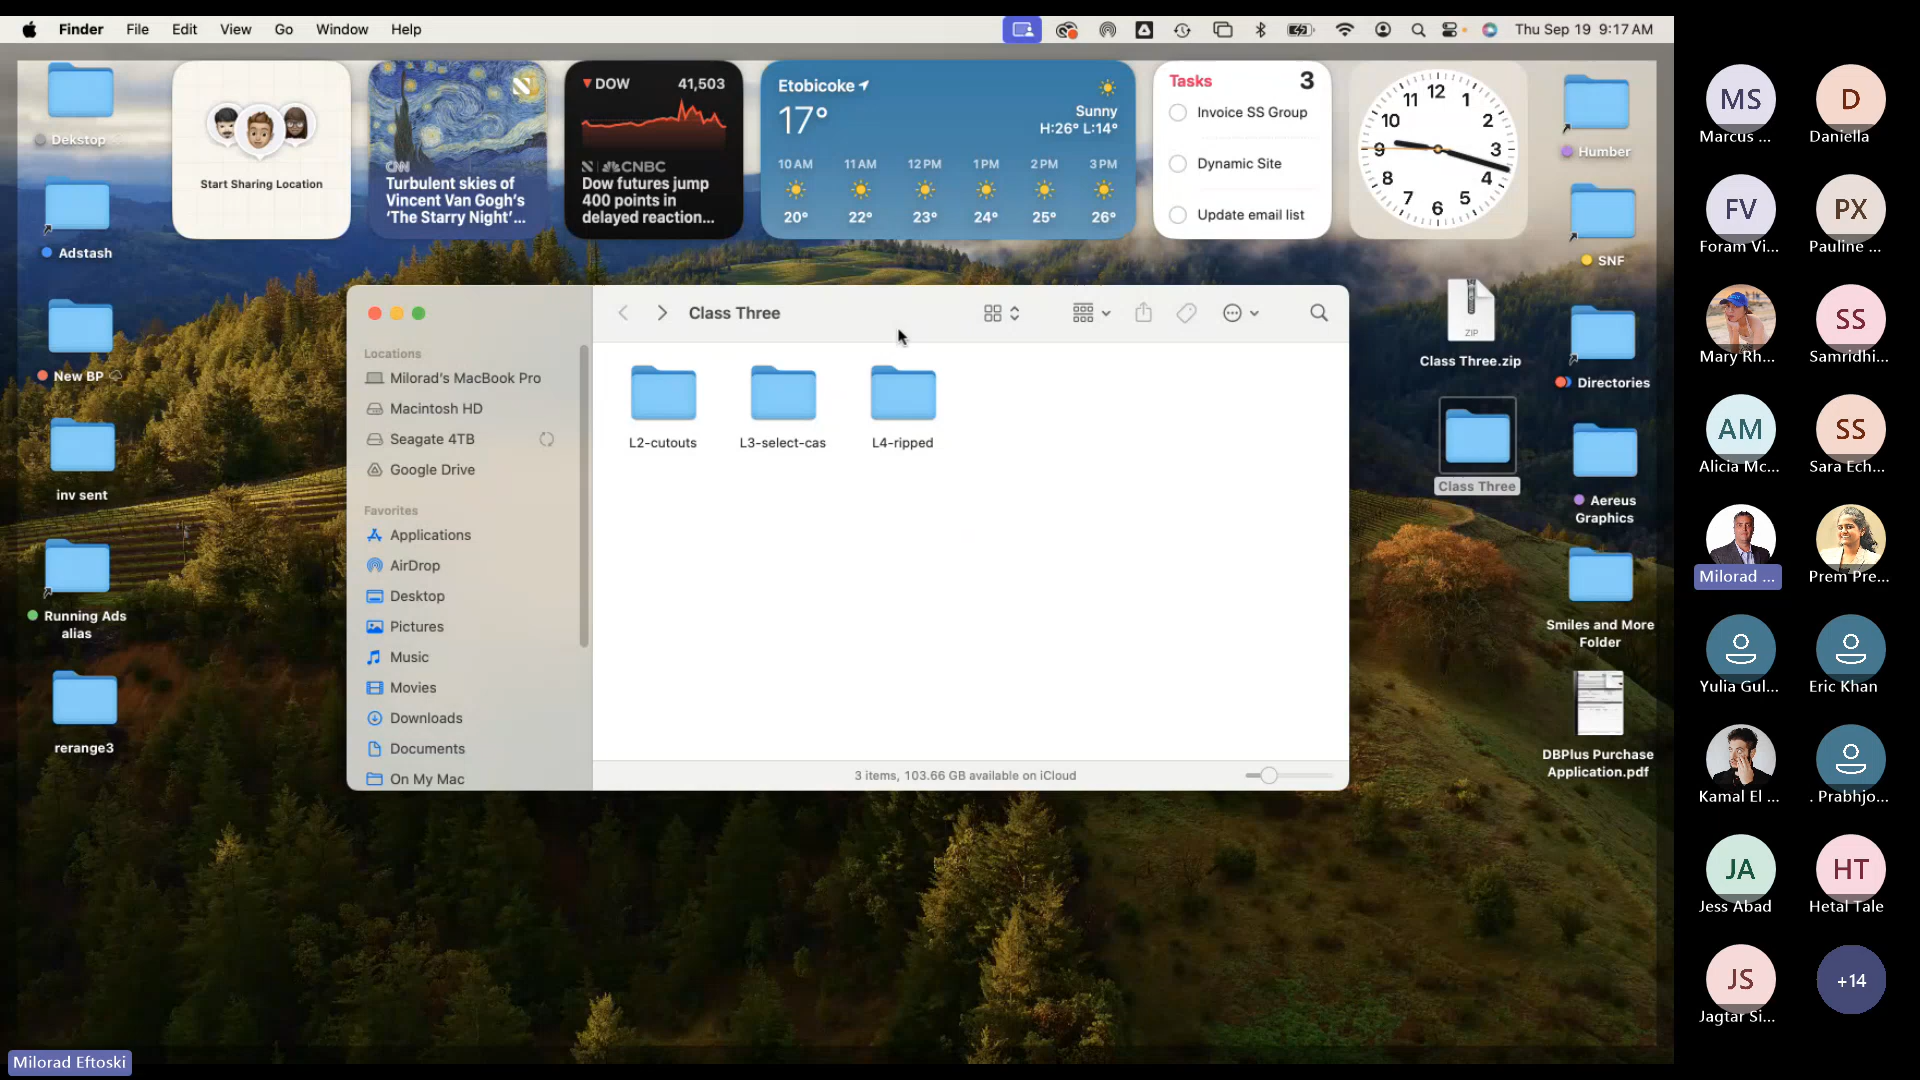 Finder File Edit View Go Window Help
Thu Sep 19 9:17 AM
Dekstop
Adstash
New BP
inv sent
Running Ads
alias
rerange3
Start Sharing Location
CNN
Turbulent skies of
Vincent Van Gogh's
'The Starry Night'...
DOW 41,503
CNBC
Dow futures jump
400 points in
delayed reaction...
Etobicoke
17°
Sunny
H:26° L:14°
10 AM 11 AM 12 PM 1 PM 2 PM 3 PM
20° 22° 23° 24° 25° 26°
Tasks 3
Invoice SS Group
Dynamic Site
Update email list
12 1 2 3 4 5 6 7 8 9 10 11
Humber
SNF
Directories
Aereus
Graphics
Smiles and More
Folder
DBPlus Purchase
Application.pdf
ZIP
Class Three.zip
Class Three
Class Three
Locations
Milorad's MacBook Pro
Macintosh HD
Seagate 4TB
Google Drive
Favorites
Applications
AirDrop
Desktop
Pictures
Music
Movies
Downloads
Documents
On My Mac
L2-cutouts L3-select-cas L4-ripped
3 items, 103.66 GB available on iCloud
MS
Marcus ...
D
Daniella
FV
Foram Vi...
PX
Pauline ...
Mary Rh...
SS
Samridhi...
AM
Alicia Mc...
SS
Sara Ech...
Milorad ...
Prem Pre...
Yulia Gul...
Eric Khan
Kamal El ...
. Prabhjo...
JA
Jess Abad
HT
Hetal Tale
JS
Jagtar Si...
+14
Milorad Eftoski